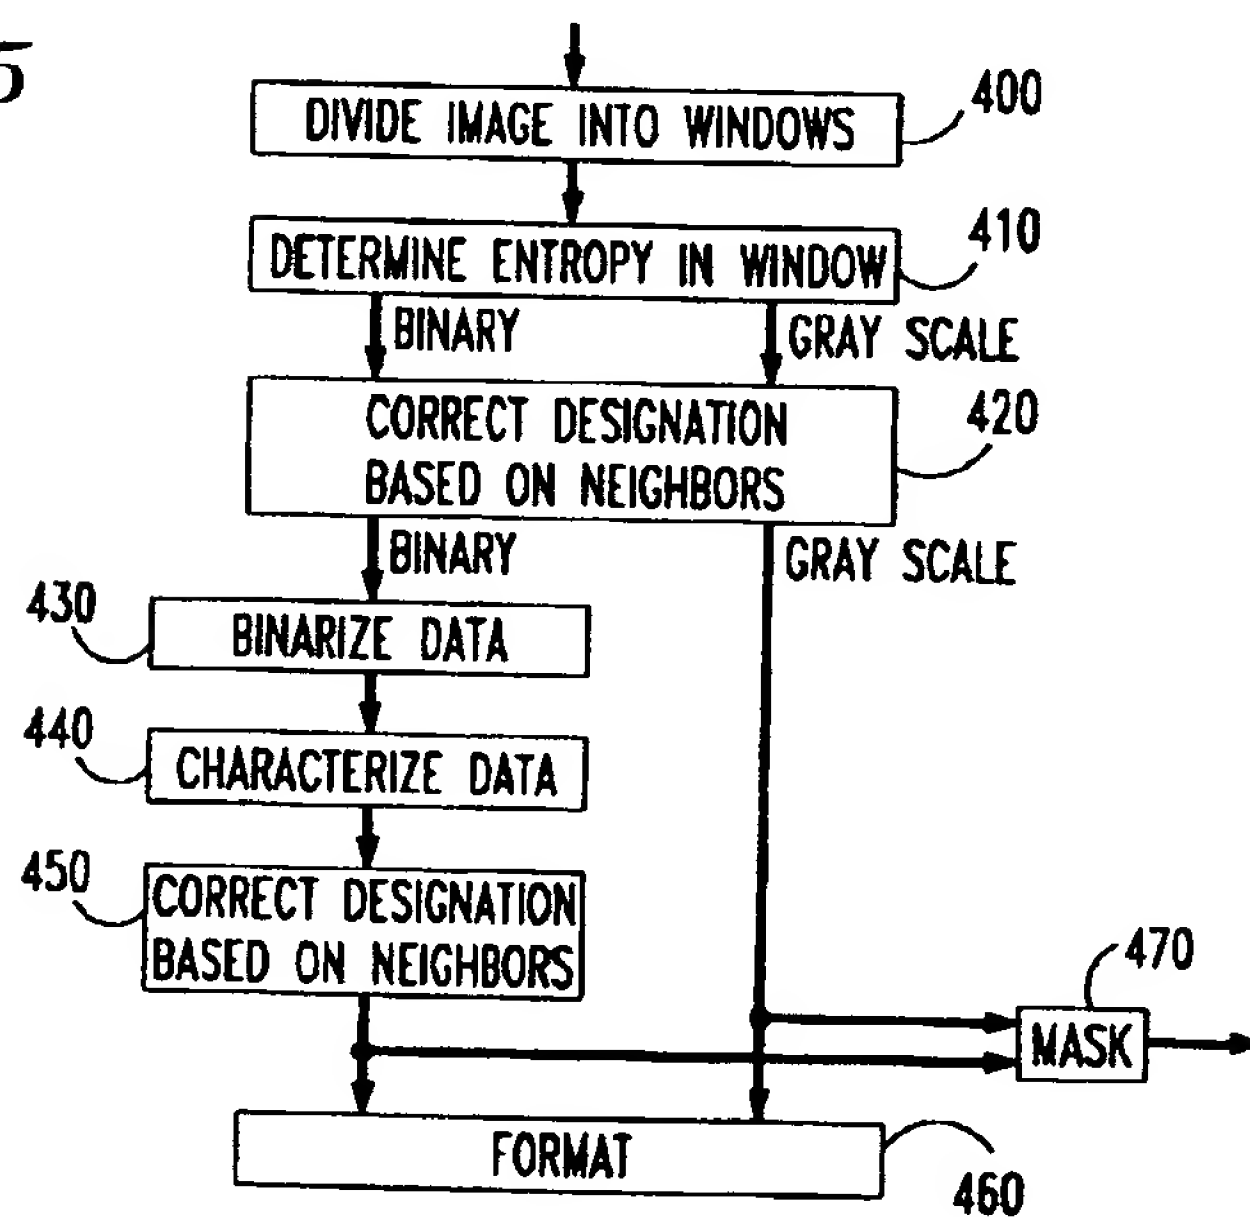 5
400
DIVIDE IMAGE INTO WINDOWS
410
DETERMINE ENTROPY IN WINDOW
BINARY
GRAY SCALE
420
CORRECT DESIGNATION
BASED ON NEIGHBORS
BINARY
GRAY SCALE
430
BINARIZE DATA
440
CHARACTERIZE DATA
450
CORRECT DESIGNATION
BASED ON NEIGHBORS
470
MASK
FORMAT
460